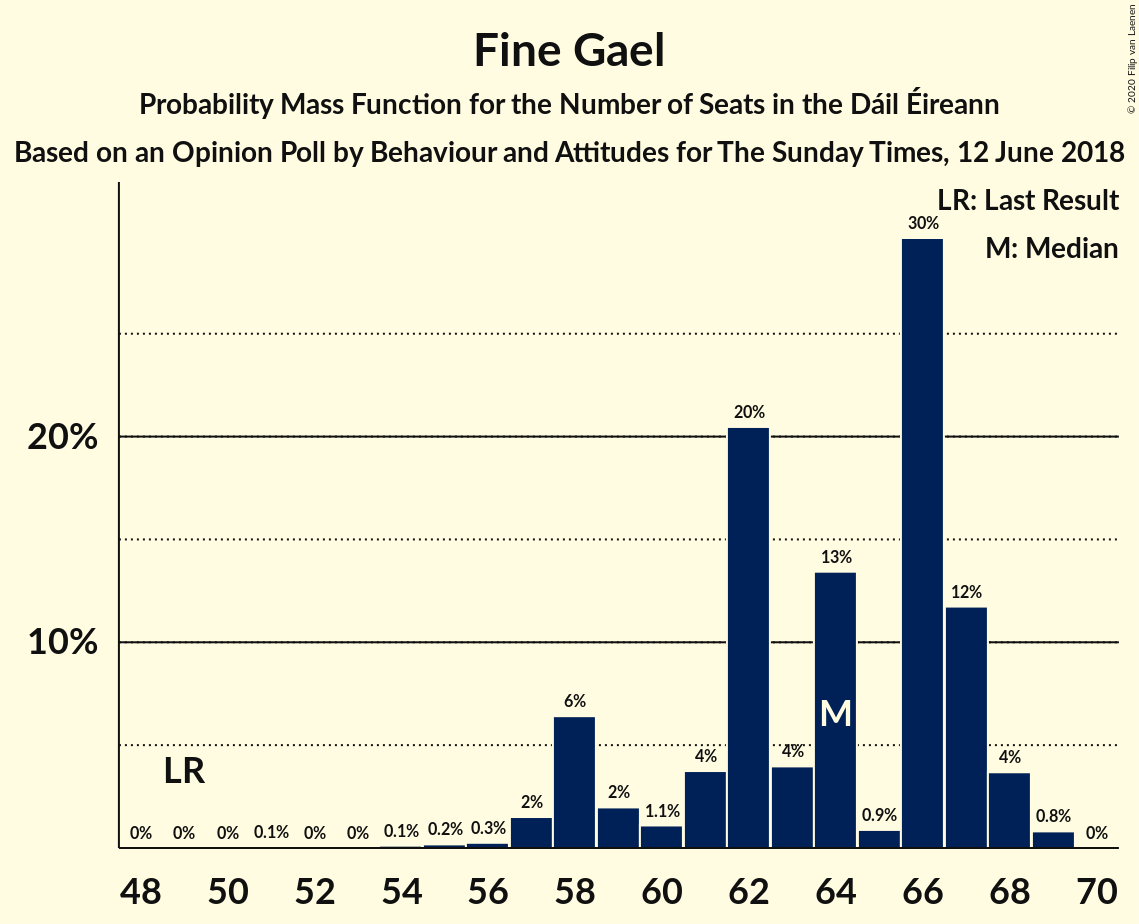 Fine Gael
Probability Mass Function for the Number of Seats in the Dáil Éireann
Based on an Opinion Poll by Behaviour and Attitudes for The Sunday Times, 12 June 2018
© 2020 Filip van Laenen
LR: Last Result
M: Median
20%
10%
LR
M
0% 0% 0% 0.1% 0% 0% 0.1% 0.2% 0.3% 2% 6% 2% 1.1% 4% 20% 4% 13% 0.9% 30% 12% 4% 0.8% 0%
48 50 52 54 56 58 60 62 64 66 68 70